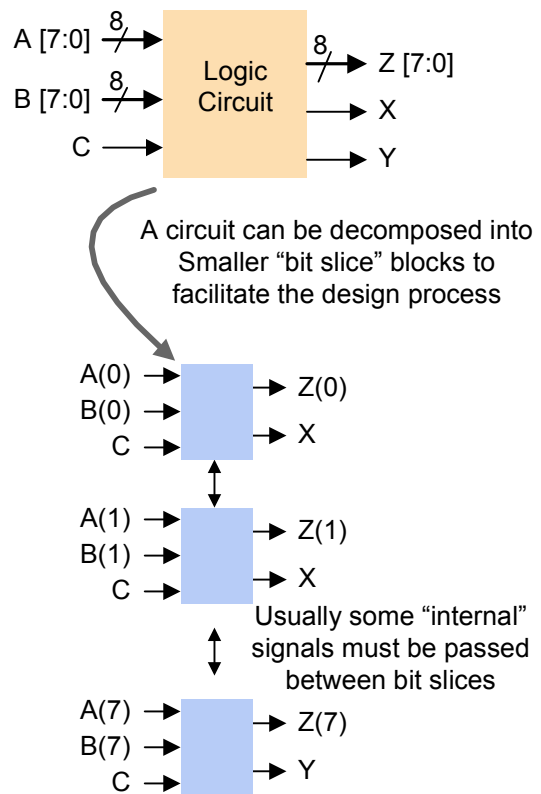 8
8
A [7:0]
Logic
Z [7:0]
8
B [7:0]
Circuit
X
C
Y
A circuit can be decomposed into
Smaller “bit slice” blocks to
facilitate the design process
A(0)
Z(0)
B(0)
X
C
A(1)
Z(1)
B(1)
X
C
Usually some “internal”
signals must be passed
between bit slices
A(7)
Z(7)
B(7)
Y
C